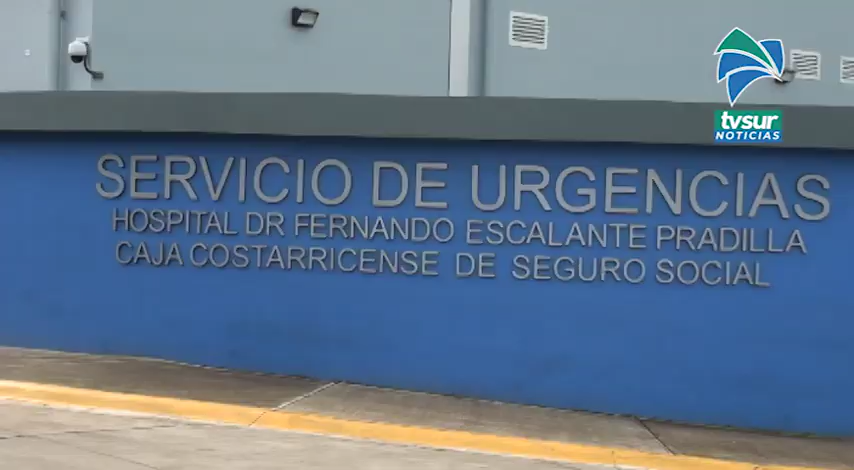 tvsur
NOTICIAS
SERVICIO DE URGENCIAS
HOSPITAL DR FERNANDO ESCALANTE PRADILLA
CAJA COSTARRICENSE DE SEGURO SOCIAL